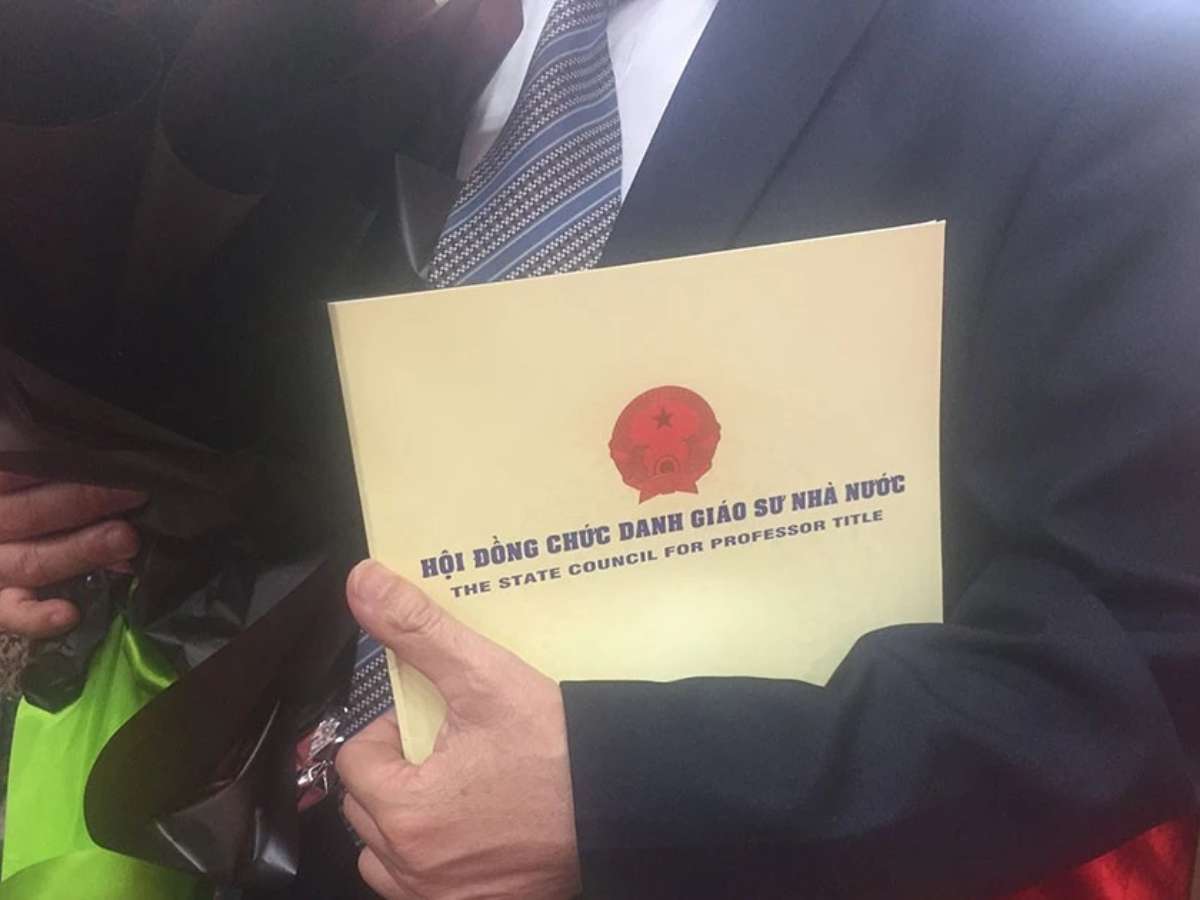 HỘI ĐỒNG CHỨC DANH GIÁO SƯ NHÀ NƯỚC
THE STATE COUNCIL FOR PROFESSOR TITLE